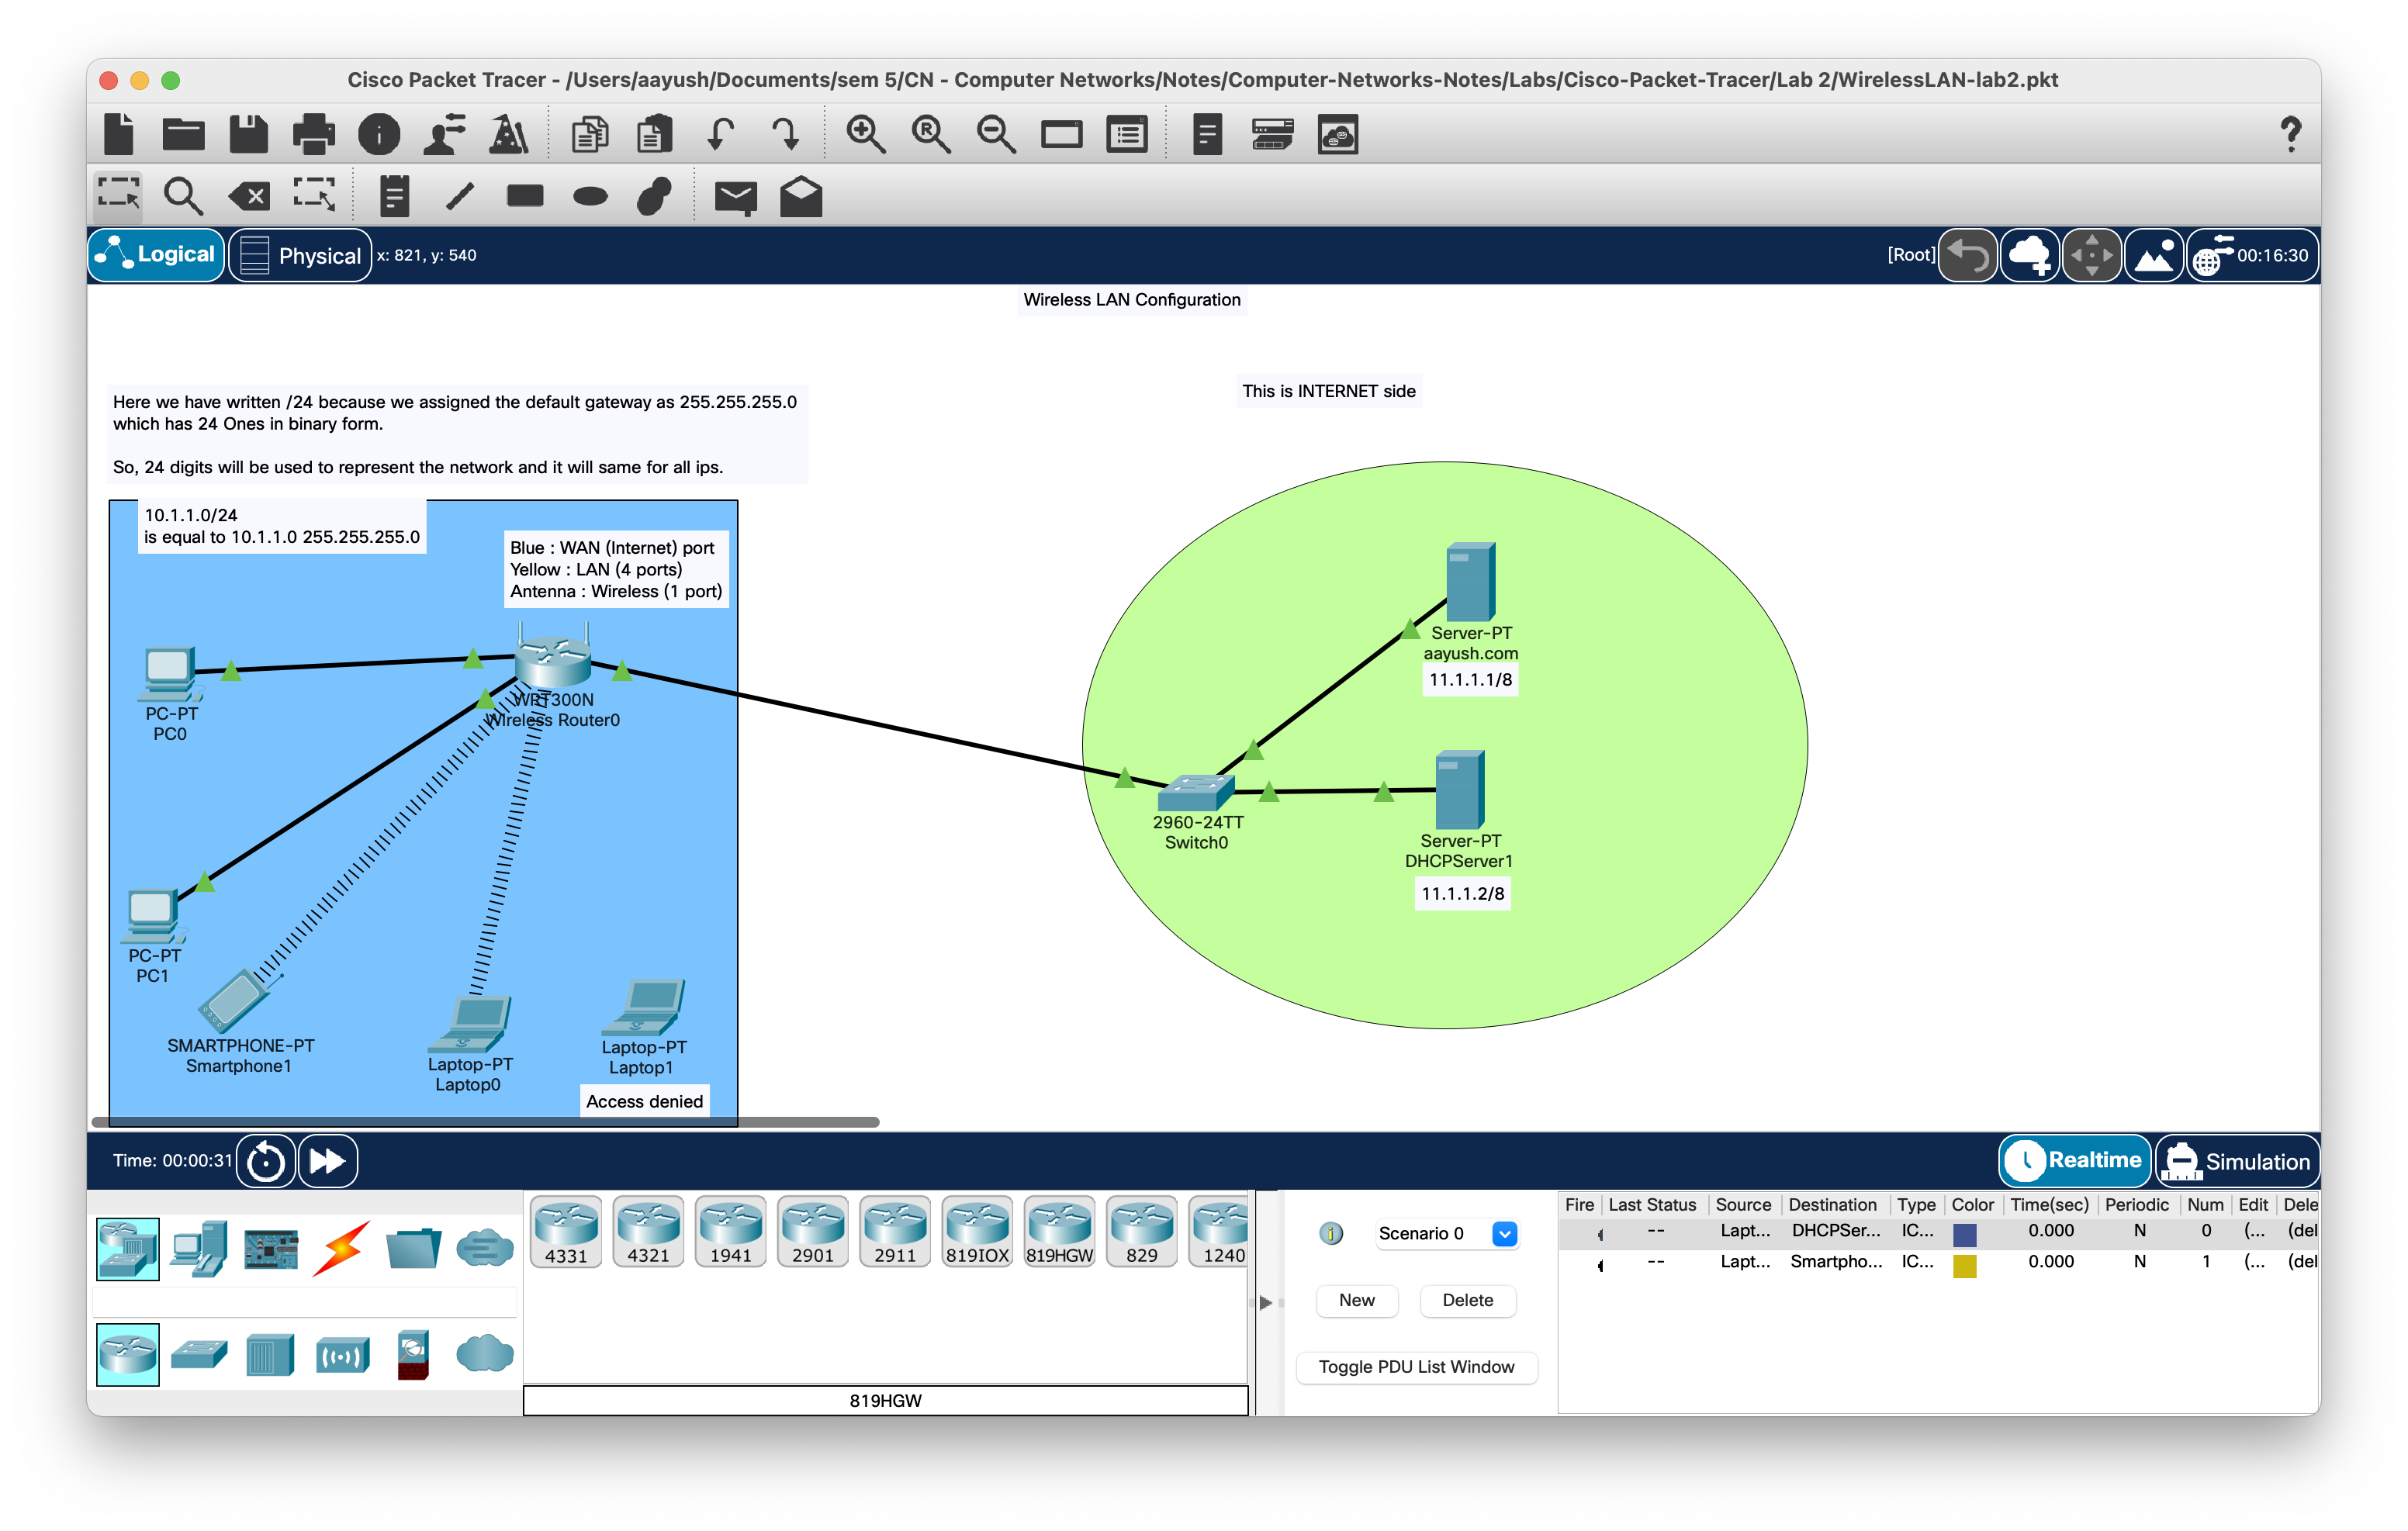 Cisco Packet Tracer - /Users/aayush/Documents/sem 5/CN - Computer Networks/Notes/Computer-Networks-Notes/Labs/Cisco-Packet-Tracer/Lab 2/WirelessLAN-lab2.pkt
Logical
Physical
x: 821, y: 540
[Root]
00:16:30
Wireless LAN Configuration
Here we have written /24 because we assigned the default gateway as 255.255.255.0
which has 24 Ones in binary form.
So, 24 digits will be used to represent the network and it will same for all ips.
This is INTERNET side
10.1.1.0/24
is equal to 10.1.1.0 255.255.255.0
Blue : WAN (Internet) port
Yellow : LAN (4 ports)
Antenna : Wireless (1 port)
PC-PT
PC0
WRT300N
Wireless Router0
PC-PT
PC1
SMARTPHONE-PT
Smartphone1
Laptop-PT
Laptop0
Laptop-PT
Laptop1
Access denied
Server-PT
aayush.com
11.1.1.1/8
2960-24TT
Switch0
Server-PT
DHCPServer1
11.1.1.2/8
Time: 00:00:31
Realtime
Simulation
4331 4321 1941 2901 2911 819IOX 819HGW 829 1240
819HGW
Scenario 0
New
Delete
Toggle PDU List Window
Fire Last Status Source Destination Type Color Time(sec) Periodic Num Edit Dele
-- Lapt... DHCPSer... IC... 0.000 N 0 (... (del
-- Lapt... Smartpho... IC... 0.000 N 1 (... (del